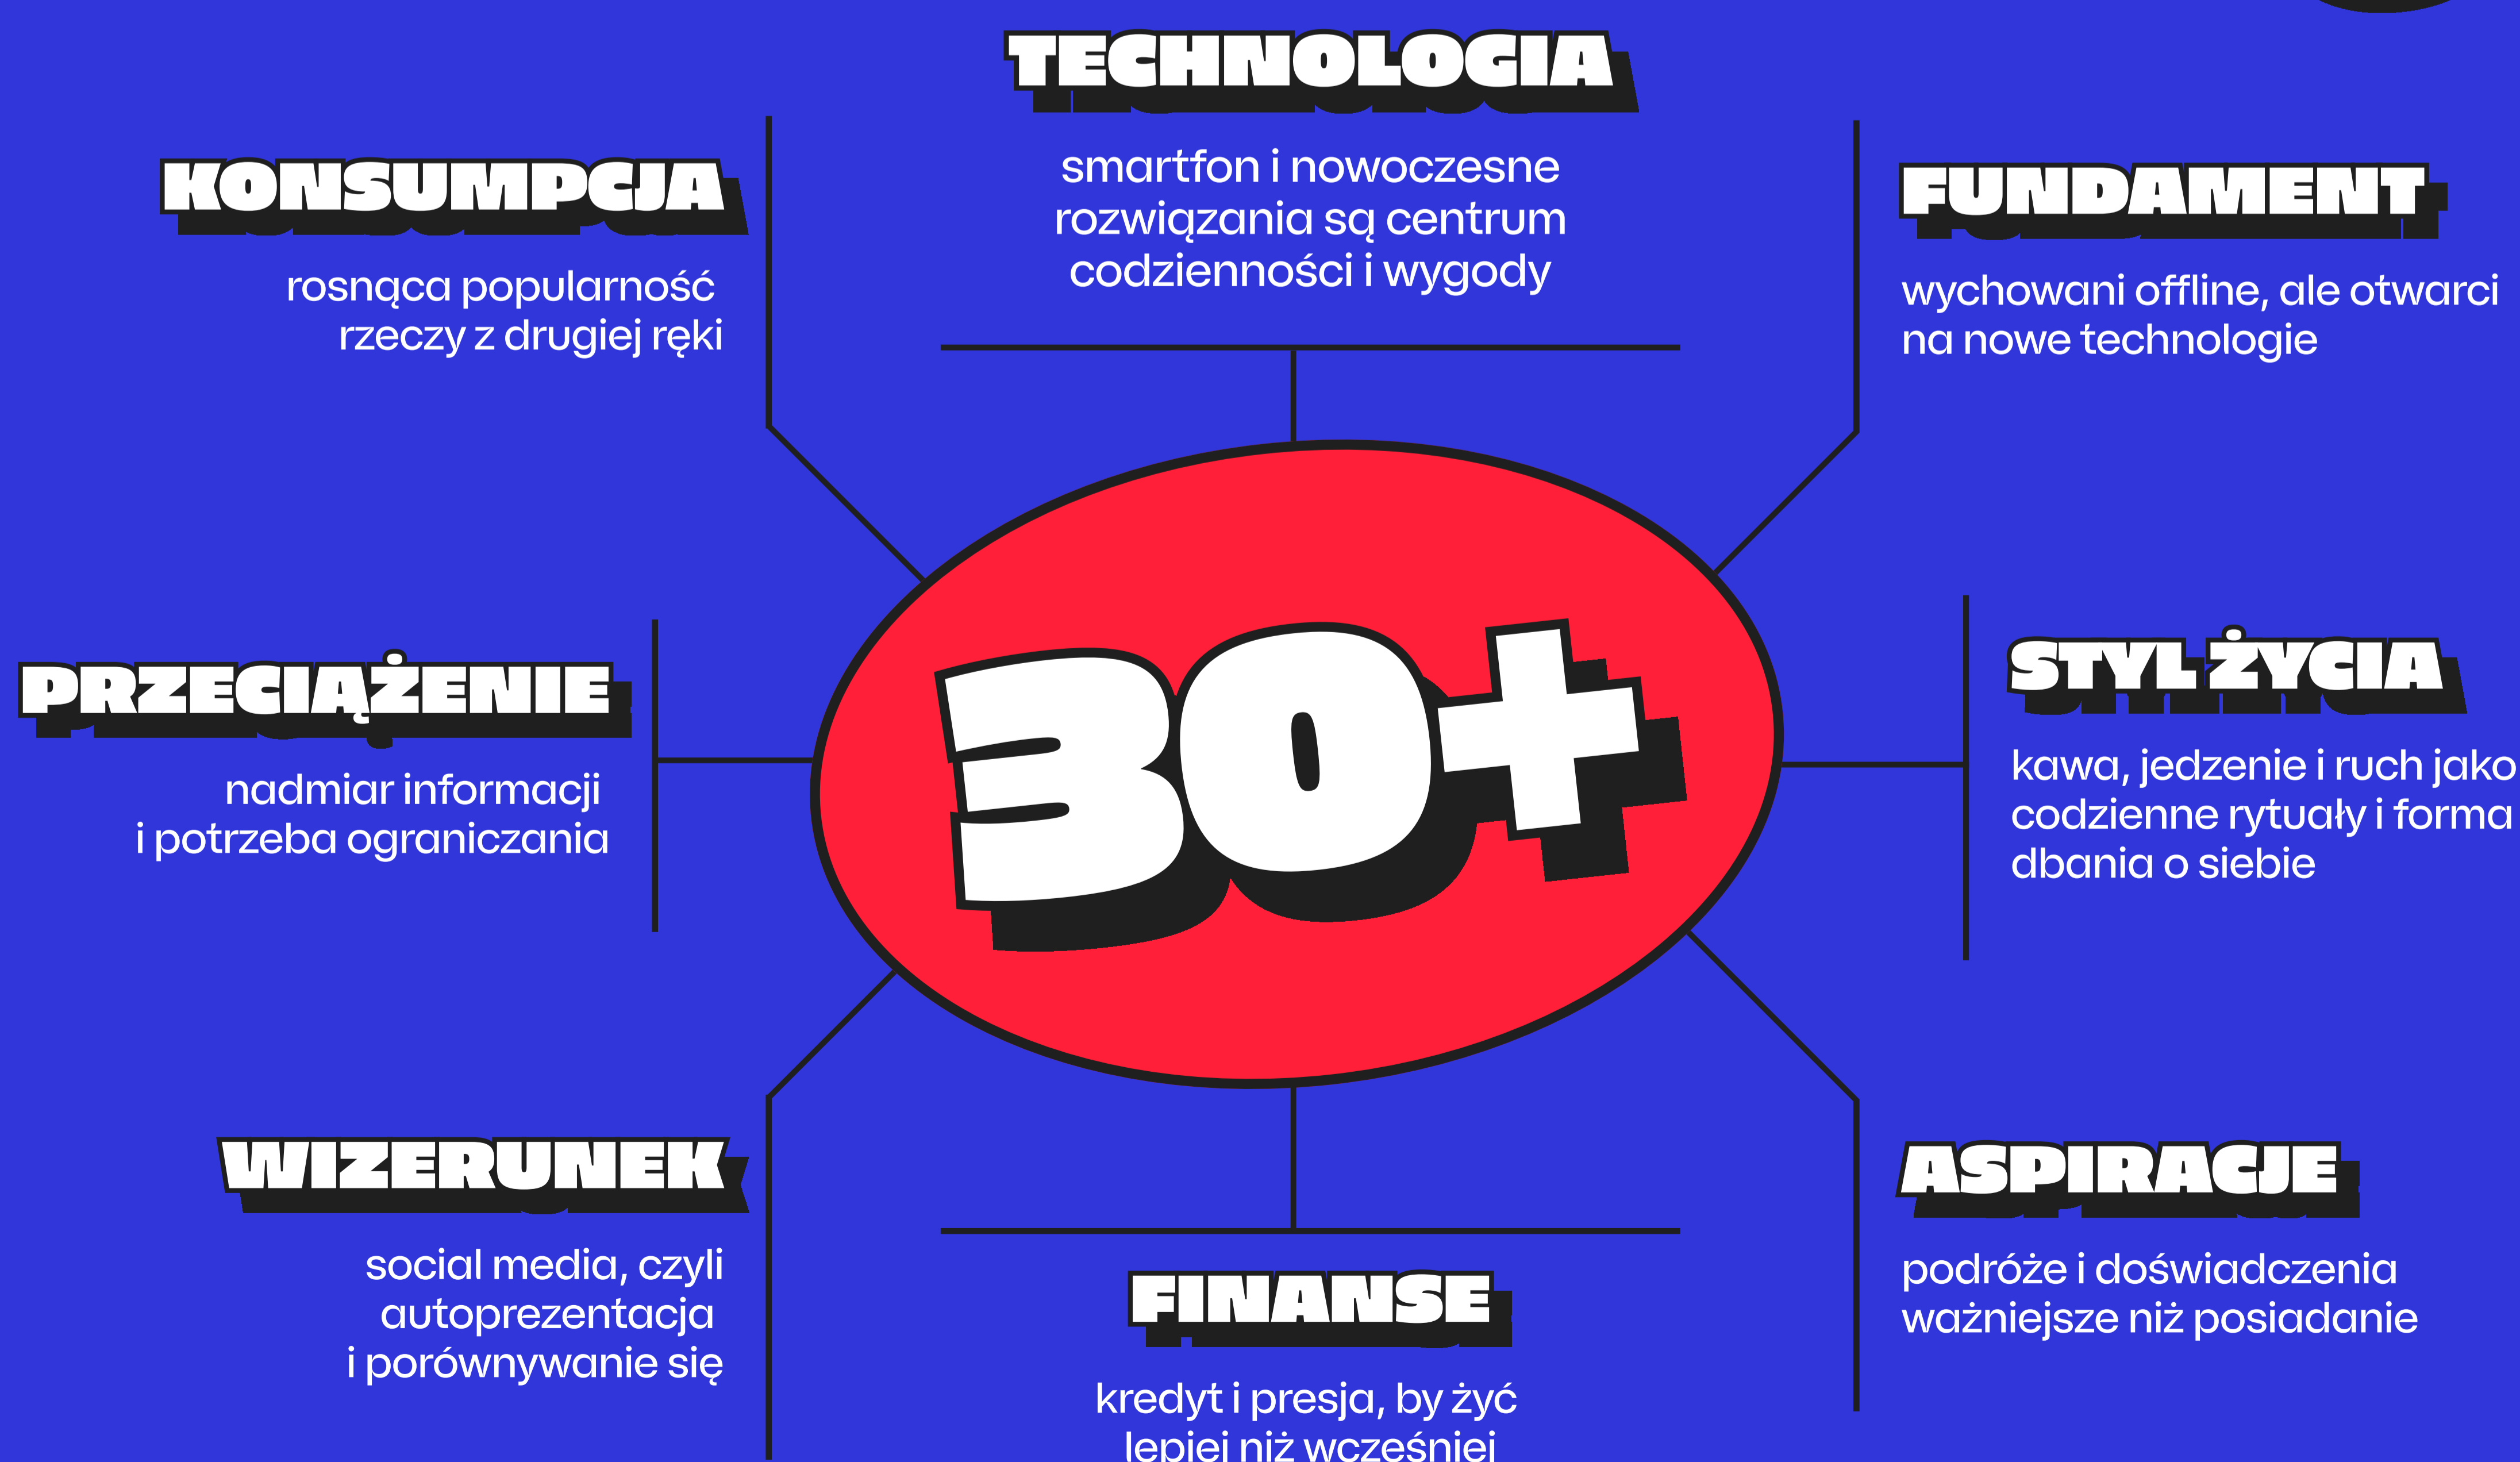 TECHNOLOGIA
smartfon i nowoczesne
rozwiązania są centrum
codzienności i wygody
KONSUMPCJA
rosnąca popularność
rzeczy z drugiej ręki
FUNDAMENT
wychowani offline, ale otwarci
na nowe technologie
30+
PRZECIĄŻENIE
nadmiar informacji
i potrzeba ograniczania
STYL ŻYCIA
kawa, jedzenie i ruch jako
codzienne rytuały i forma
dbania o siebie
WIZERUNEK
social media, czyli
autoprezentacja
i porównywanie się
FINANSE
kredyt i presja, by żyć
lepiej niż wcześniej
ASPIRACJE
podróże i doświadczenia
ważniejsze niż posiadanie